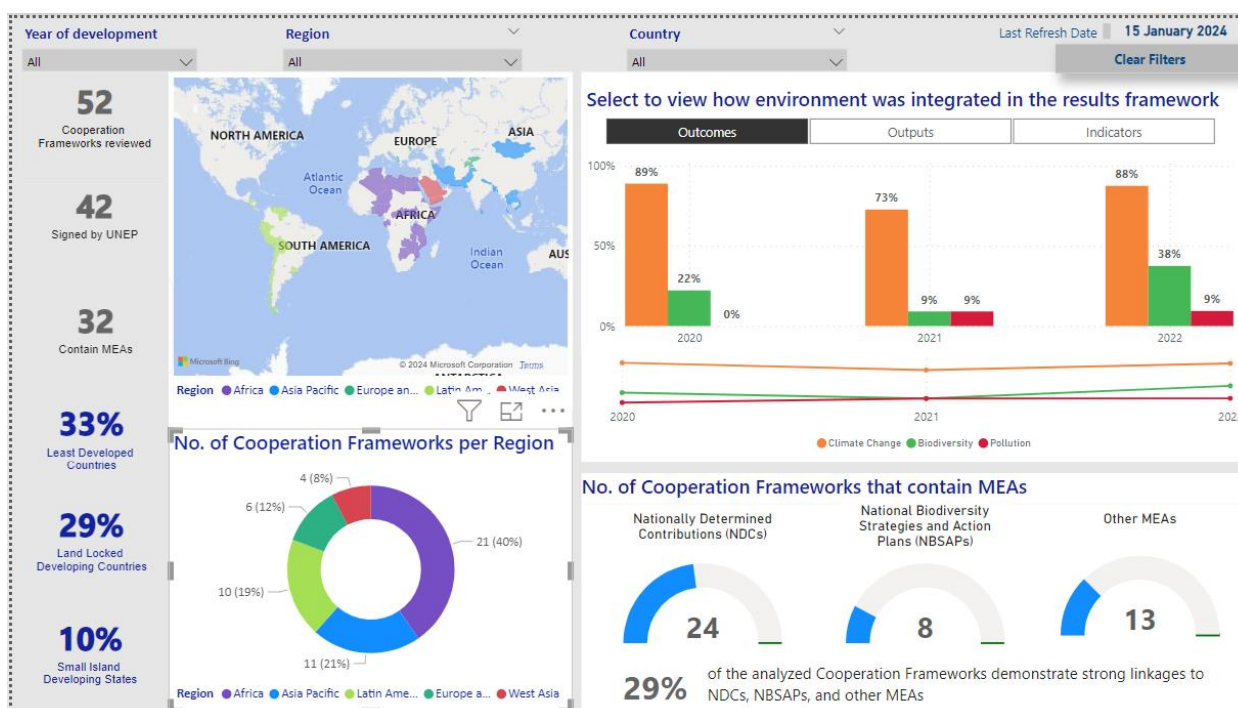 Year of development
Region
Country
Last Refresh Date
15 January 2024
All
All
All
Clear Filters
52
Cooperation
Frameworks reviewed
42
Signed by UNEP
32
Contain MEAs
33%
Least Developed
Countries
29%
Land Locked
Developing Countries
10%
Small Island
Developing States
NORTH AMERICA
EUROPE
ASIA
Atlantic
Ocean
AFRICA
SOUTH AMERICA
Indian
Ocean
AUS
Microsoft Bing
© 2024 Microsoft Corporation Terms
Region Africa Asia Pacific Europe an... Latin Am... West Asia
No. of Cooperation Frameworks per Region
4 (8%)
6 (12%)
21 (40%)
10 (19%)
11 (21%)
Region Africa Asia Pacific Latin Ame... Europe a... West Asia
Select to view how environment was integrated in the results framework
Outcomes Outputs Indicators
100%
50%
0%
89%
22%
0%
73%
9%
9%
88%
38%
9%
2020 2021 2022
2020 2021 202
Climate Change Biodiversity Pollution
No. of Cooperation Frameworks that contain MEAs
Nationally Determined
Contributions (NDCs)
24
National Biodiversity
Strategies and Action
Plans (NBSAPs)
8
Other MEAs
13
29%
of the analyzed Cooperation Frameworks demonstrate strong linkages to
NDCs, NBSAPs, and other MEAs